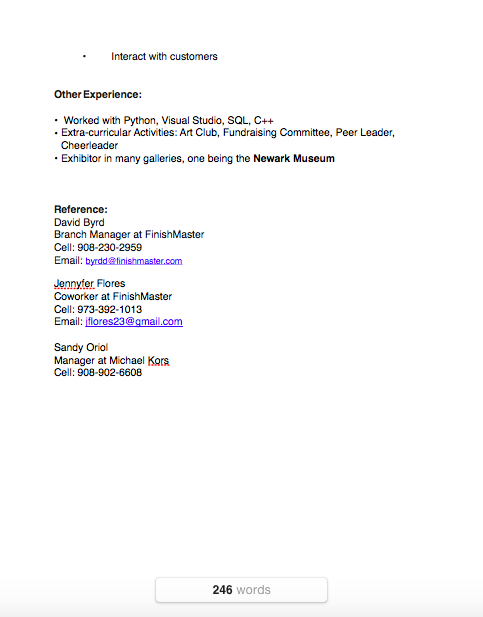 • Interact with customers
Other Experience:
• Worked with Python, Visual Studio, SQL, C++
• Extra-curricular Activities: Art Club, Fundraising Committee, Peer Leader,
Cheerleader
• Exhibitor in many galleries, one being the Newark Museum
Reference:
David Byrd
Branch Manager at FinishMaster
Cell: 908-230-2959
Email: byrdd@finishmaster.com
Jennyfer Flores
Coworker at FinishMaster
Cell: 973-392-1013
Email: jflores23@gmail.com
Sandy Oriol
Manager at Michael Kors
Cell: 908-902-6608
246 words